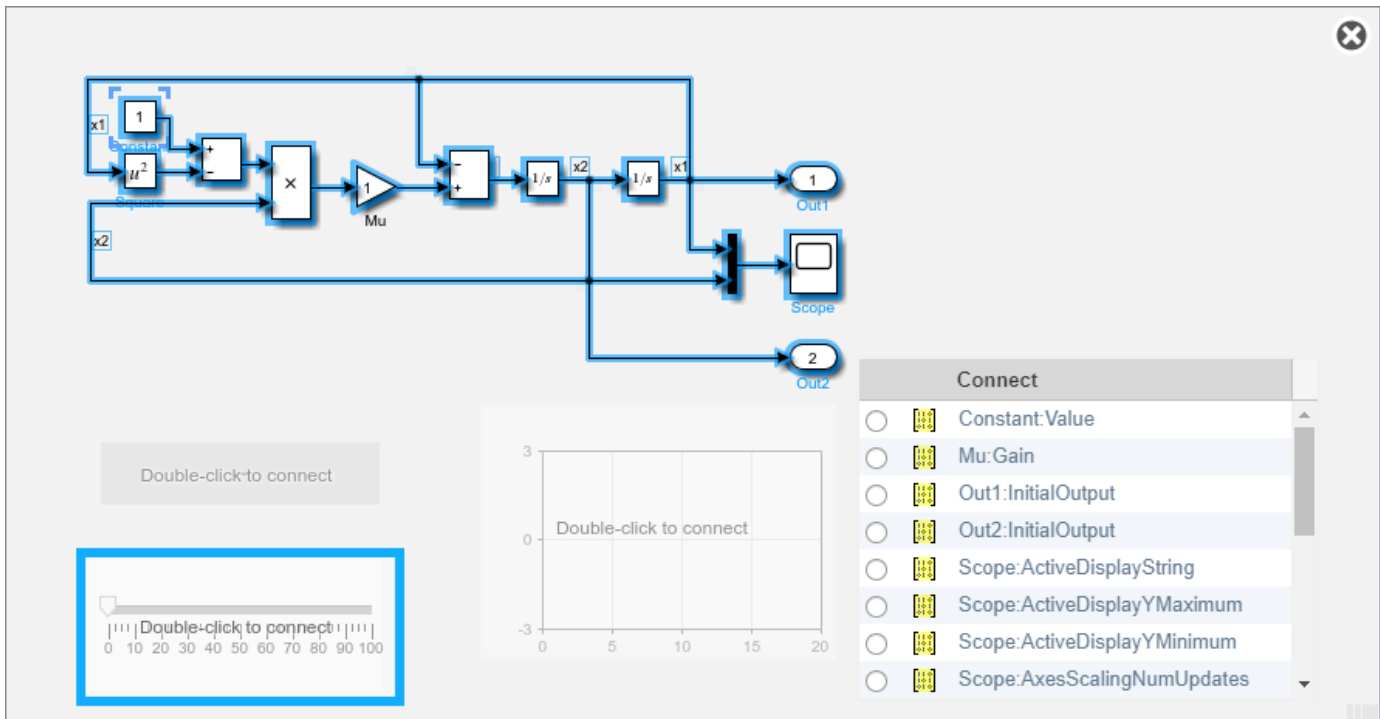 1
x1
Constant
+
−
u²
Square
×
1
Mu
−
+
1/s
x2
1/s
x1
1
Out1
x2
Scope
2
Out2
Connect
Constant:Value
Mu:Gain
Out1:InitialOutput
Out2:InitialOutput
Scope:ActiveDisplayString
Scope:ActiveDisplayYMaximum
Scope:ActiveDisplayYMinimum
Scope:AxesScalingNumUpdates
Double-click to connect
3
Double-click to connect
0
-3
0 5 10 15 20
Double-click to connect
0 10 20 30 40 50 60 70 80 90 100